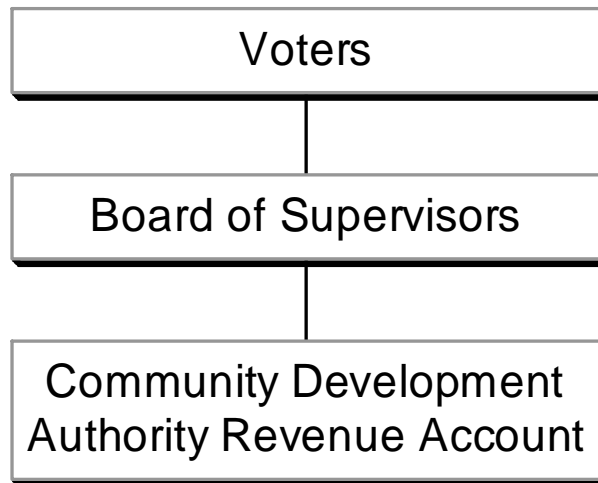 Voters
Board of Supervisors
Community Development
Authority Revenue Account